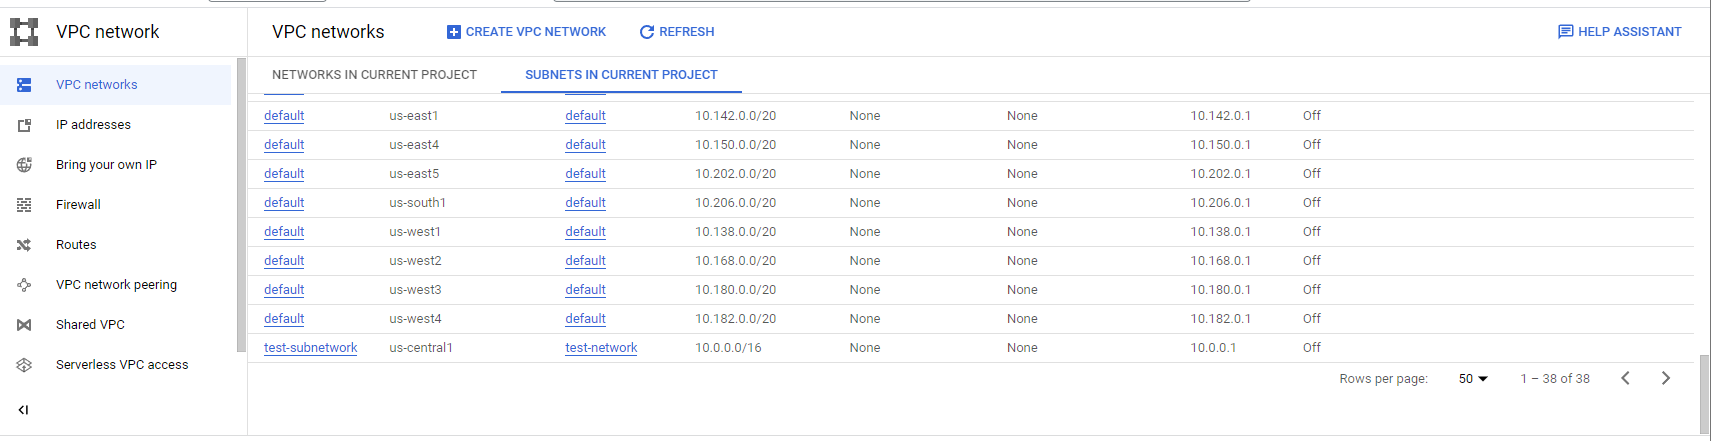 VPC network
VPC networks
CREATE VPC NETWORK
REFRESH
HELP ASSISTANT
VPC networks
IP addresses
Bring your own IP
Firewall
Routes
VPC network peering
Shared VPC
Serverless VPC access
NETWORKS IN CURRENT PROJECT
SUBNETS IN CURRENT PROJECT
default us-east1 default 10.142.0.0/20 None None 10.142.0.1 Off
default us-east4 default 10.150.0.0/20 None None 10.150.0.1 Off
default us-east5 default 10.202.0.0/20 None None 10.202.0.1 Off
default us-south1 default 10.206.0.0/20 None None 10.206.0.1 Off
default us-west1 default 10.138.0.0/20 None None 10.138.0.1 Off
default us-west2 default 10.168.0.0/20 None None 10.168.0.1 Off
default us-west3 default 10.180.0.0/20 None None 10.180.0.1 Off
default us-west4 default 10.182.0.0/20 None None 10.182.0.1 Off
test-subnetwork us-central1 test-network 10.0.0.0/16 None None 10.0.0.1 Off
Rows per page: 50 1 – 38 of 38